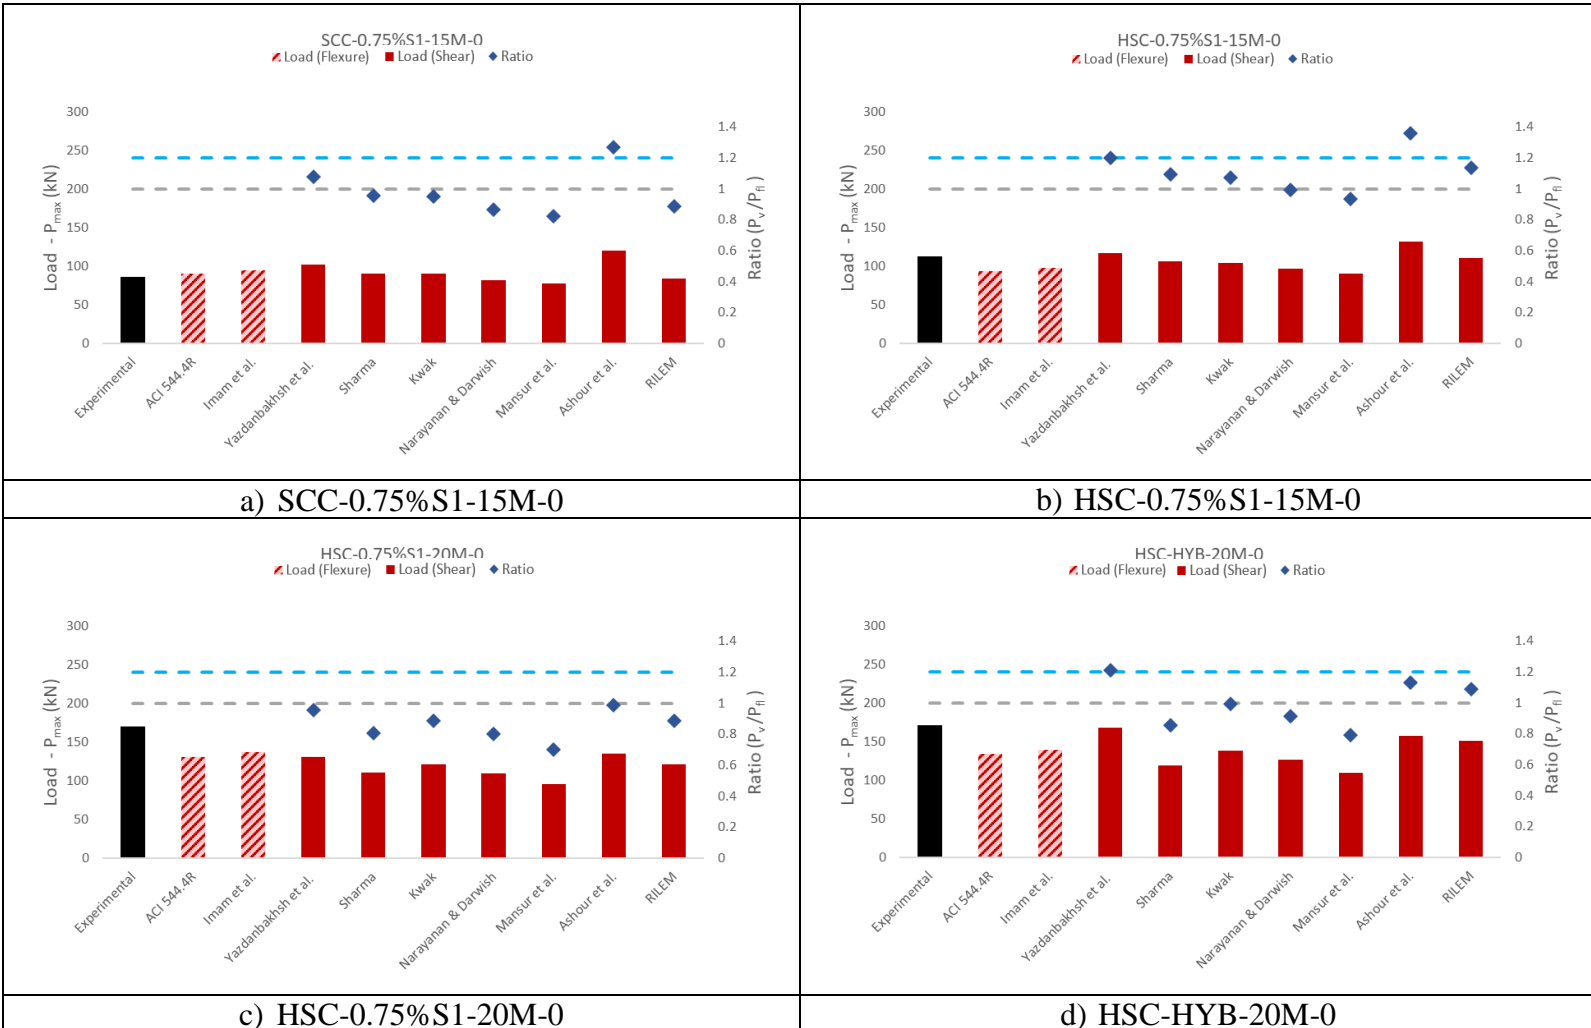 SCC-0.75%S1-15M-0
Load (Flexure) Load (Shear) Ratio
300
250
200
150
100
50
0
Load - Pmax (kN)
1.4
1.2
1
0.8
0.6
0.4
0.2
0
Ratio (Pv/Pfl )
Experimental
ACI 544.4R
Imam et al.
Yazdanbakhsh et al.
Sharma
Kwak
Narayanan & Darwish
Mansur et al.
Ashour et al.
RILEM
a) SCC-0.75%S1-15M-0
HSC-0.75%S1-15M-0
Load (Flexure) Load (Shear) Ratio
300
250
200
150
100
50
0
Load - Pmax (kN)
1.4
1.2
1
0.8
0.6
0.4
0.2
0
Ratio (Pv/Pfl )
Experimental
ACI 544.4R
Imam et al.
Yazdanbakhsh et al.
Sharma
Kwak
Narayanan & Darwish
Mansur et al.
Ashour et al.
RILEM
b) HSC-0.75%S1-15M-0
HSC-0.75%S1-20M-0
Load (Flexure) Load (Shear) Ratio
300
250
200
150
100
50
0
Load - Pmax (kN)
1.4
1.2
1
0.8
0.6
0.4
0.2
0
Ratio (Pv/Pfl )
Experimental
ACI 544.4R
Imam et al.
Yazdanbakhsh et al.
Sharma
Kwak
Narayanan & Darwish
Mansur et al.
Ashour et al.
RILEM
c) HSC-0.75%S1-20M-0
HSC-HYB-20M-0
Load (Flexure) Load (Shear) Ratio
300
250
200
150
100
50
0
Load - Pmax (kN)
1.4
1.2
1
0.8
0.6
0.4
0.2
0
Ratio (Pv/Pfl )
Experimental
ACI 544.4R
Imam et al.
Yazdanbakhsh et al.
Sharma
Kwak
Narayanan & Darwish
Mansur et al.
Ashour et al.
RILEM
d) HSC-HYB-20M-0